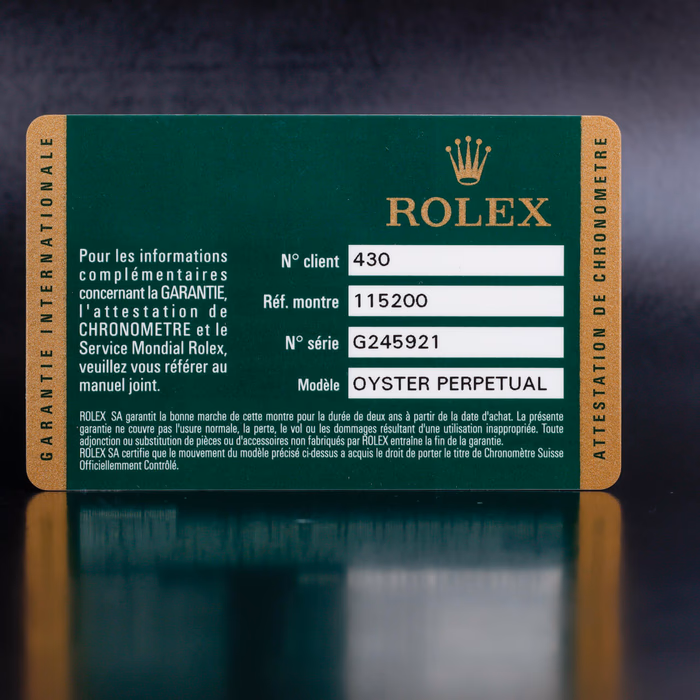 GARANTIE INTERNATIONALE
ROLEX
Pour les informations
complémentaires
concernant la GARANTIE,
l'attestation de
CHRONOMETRE et le
Service Mondial Rolex,
veuillez vous référer au
manuel joint.
N° client 430
Réf. montre 115200
N° série G245921
Modèle OYSTER PERPETUAL
ROLEX SA garantit la bonne marche de cette montre pour la durée de deux ans à partir de la date d'achat. La présente
garantie ne couvre pas l'usure normale, la perte, le vol ou les dommages résultant d'une utilisation inappropriée. Toute
adjonction ou substitution de pièces ou d'accessoires non fabriqués par ROLEX entraîne la fin de la garantie.
ROLEX SA certifie que le mouvement du modèle précisé ci-dessus a acquis le droit de porter le titre de Chronomètre Suisse
Officiellement Contrôlé.
ATTESTATION DE CHRONOMETRE